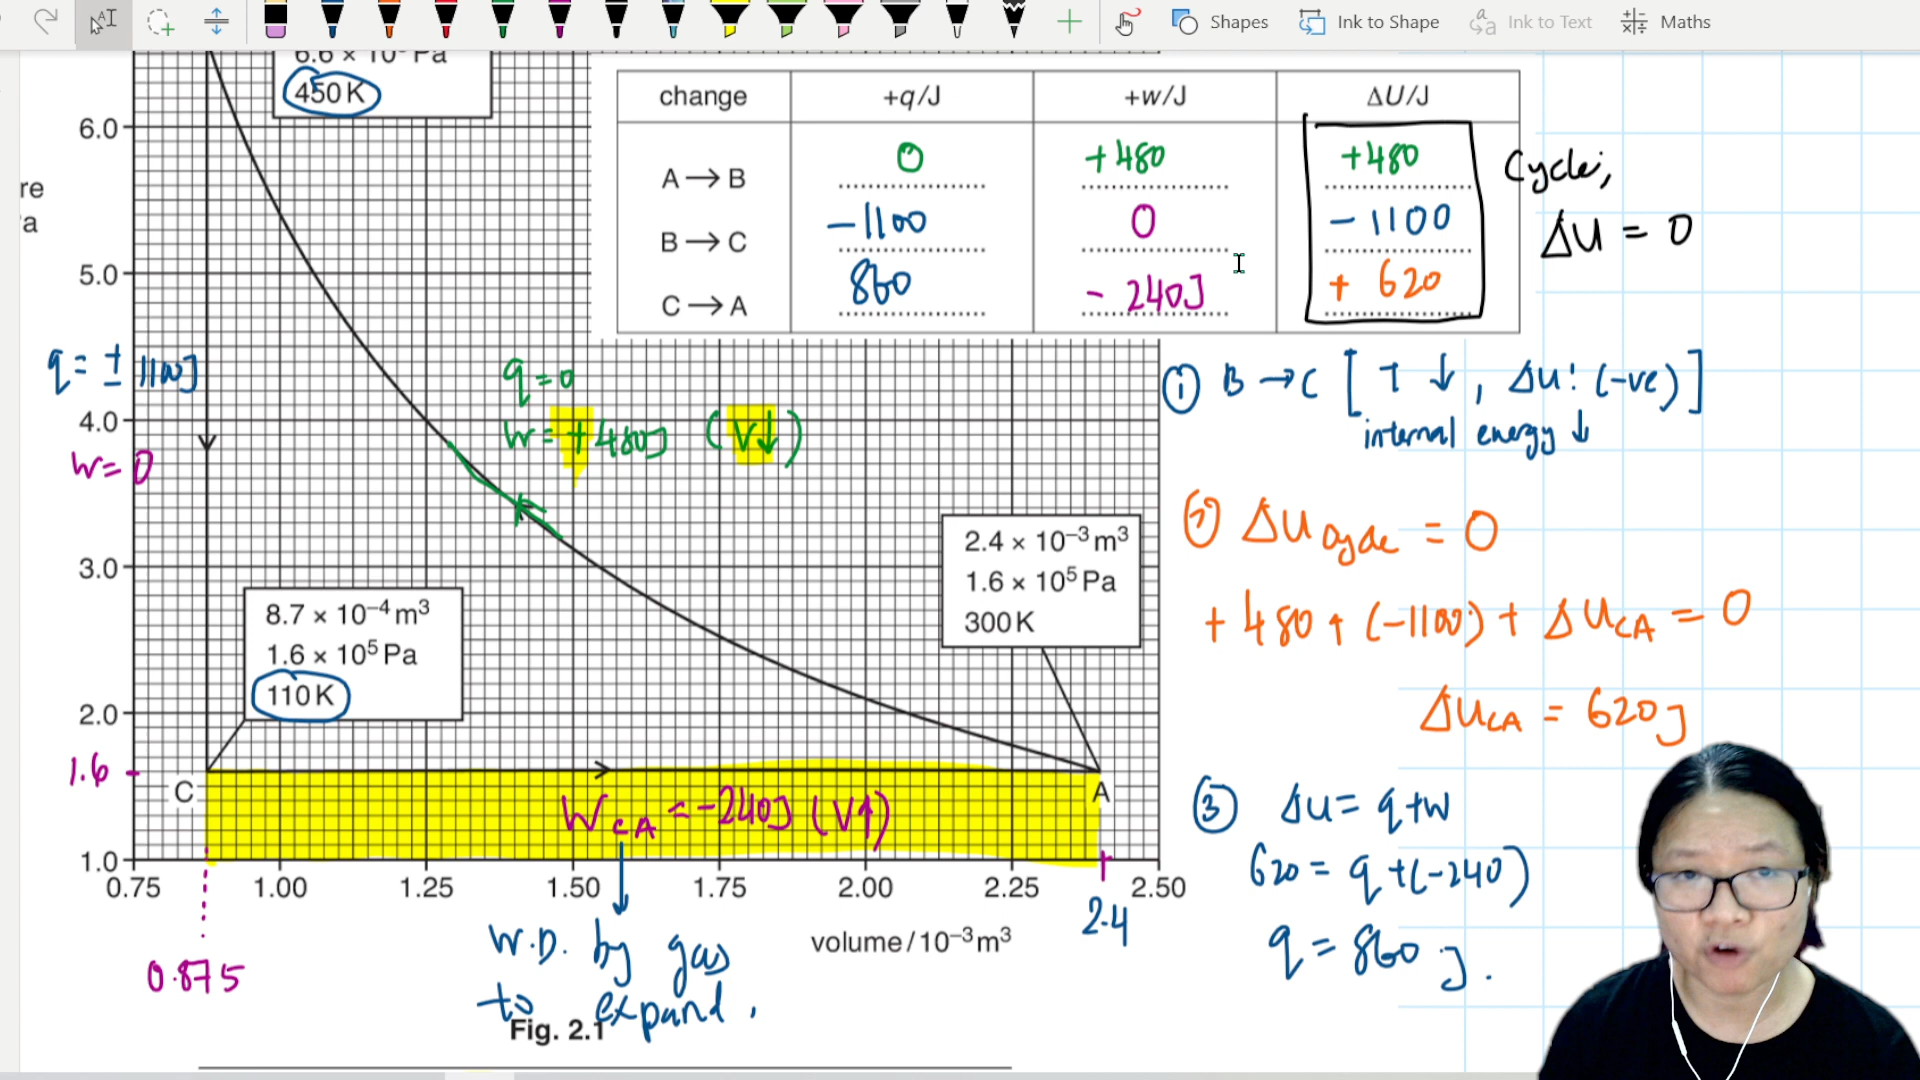 Shapes
Ink to Shape
Ink to Text
Maths
450 K
change +q/J +w/J ΔU/J
A → B 0 +480 +480
B → C −1100 0 −1100
C → A 860 − 240J + 620
Cycle;
ΔU = 0
re
a
6.0
5.0
4.0
3.0
2.0
1.6
1.0
q = ± 1100J
w = 0
q = 0
w = + 480J (V↓)
2.4 × 10⁻³ m³
1.6 × 10⁵ Pa
300 K
8.7 × 10⁻⁴ m³
1.6 × 10⁵ Pa
110 K
C
A
W CA = −240J (V↑)
0.75 1.00 1.25 1.50 1.75 2.00 2.25 2.50
0.875
2.4
volume / 10⁻³ m³
W.D. by gas
to expand,
Fig. 2.1
① B → C [ T ↓, ΔU: (−ve) ]
internal energy ↓
② ΔU cycle = 0
+ 480 + (−1100) + ΔU CA = 0
ΔU CA = 620J
③ ΔU = q + w
620 = q + (−240)
q = 860 J.